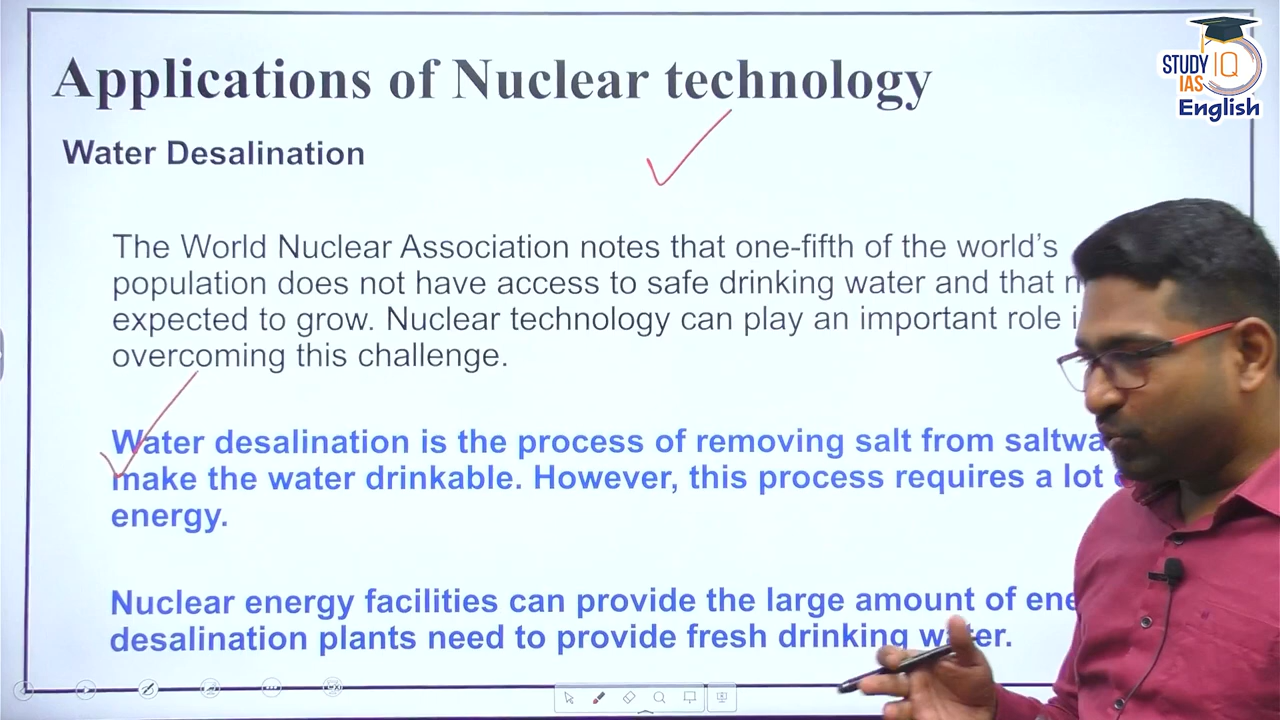 Applications of Nuclear technology
STUDY IQ
IAS
English
Water Desalination
The World Nuclear Association notes that one-fifth of the world's
population does not have access to safe drinking water and that
expected to grow. Nuclear technology can play an important role
overcoming this challenge.
Water desalination is the process of removing salt from
make the water drinkable. However, this process requires a lot
energy.
Nuclear energy facilities can provide the large amount of
desalination plants need to provide fresh drinking water.